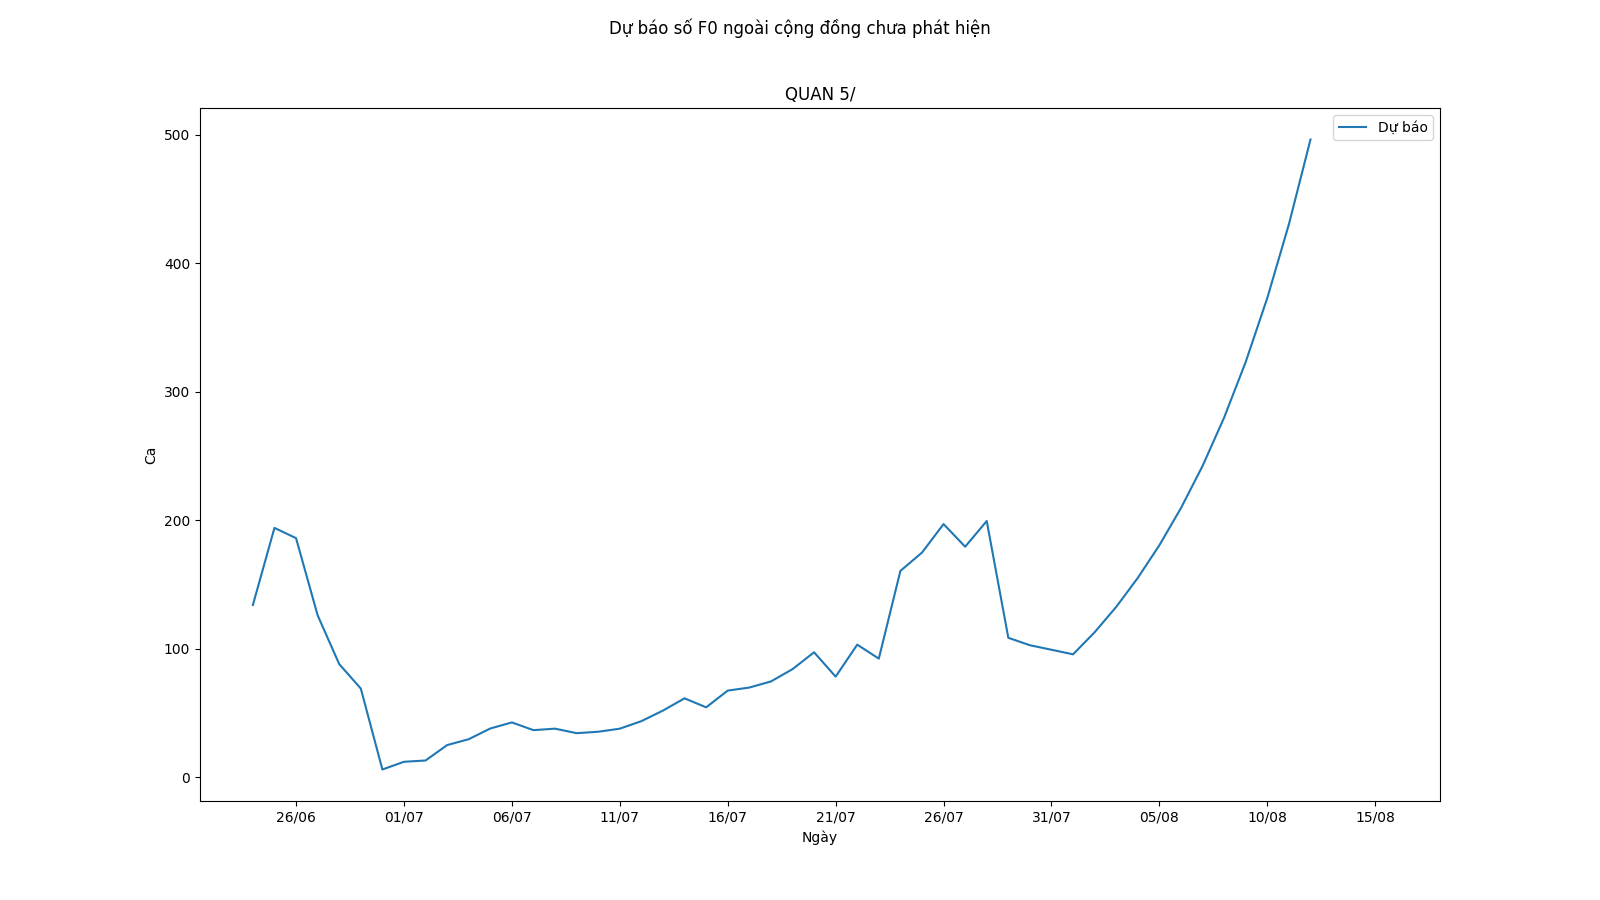 Dự báo số F0 ngoài cộng đồng chưa phát hiện
QUAN 5/
Dự báo
500
400
300
200
100
0
Ca
26/06 01/07 06/07 11/07 16/07 21/07 26/07 31/07 05/08 10/08 15/08
Ngày